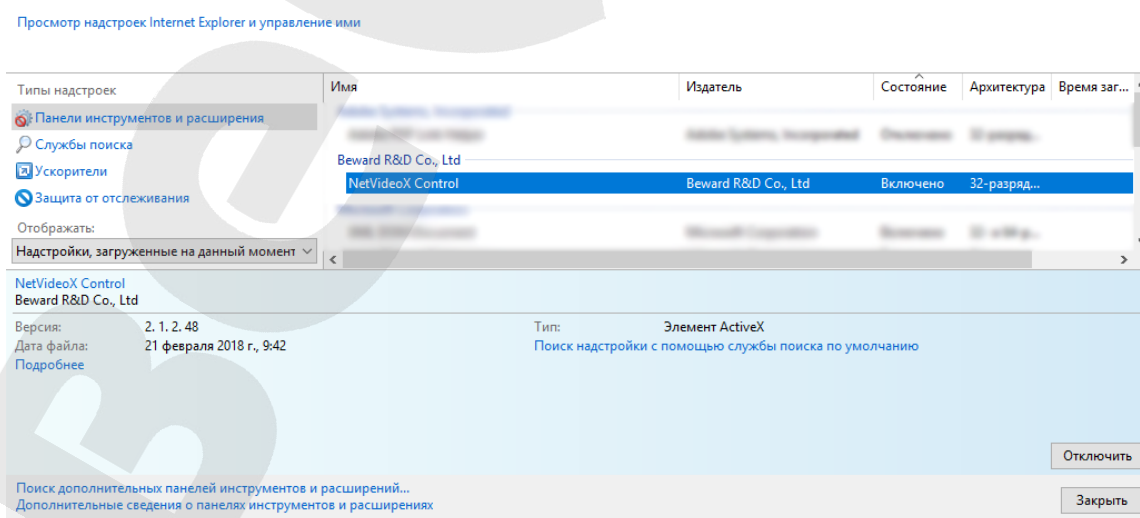 Просмотр надстроек Internet Explorer и управление ими
Типы надстроек
Панели инструментов и расширения
Службы поиска
Ускорители
Защита от отслеживания
Отображать:
Надстройки, загруженные на данный момент
Имя Издатель Состояние Архитектура Время заг...
Beward R&D Co., Ltd
NetVideoX Control Beward R&D Co., Ltd Включено 32-разряд...
NetVideoX Control
Beward R&D Co., Ltd
Версия: 2. 1. 2. 48 Тип: Элемент ActiveX
Дата файла: 21 февраля 2018 г., 9:42 Поиск надстройки с помощью службы поиска по умолчанию
Подробнее
Отключить
Поиск дополнительных панелей инструментов и расширений...
Дополнительные сведения о панелях инструментов и расширениях
Закрыть